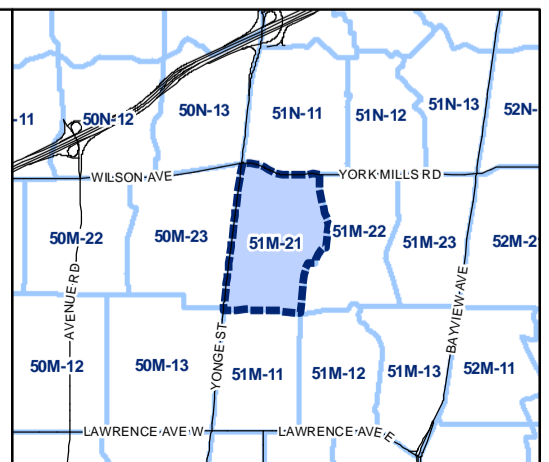 51N-13
50N-13
52N-
-11
50N-12
51N-11
51N-12
WILSON AVE
YORK MILLS RD
50M-22
50M-23
51M-21
51M-22
51M-23
52M-2
AVENUE RD
BAYVIEW AVE
YONGE ST
50M-12
50M-13
51M-11
51M-12
51M-13
52M-11
LAWRENCE AVE W
LAWRENCE AVE E